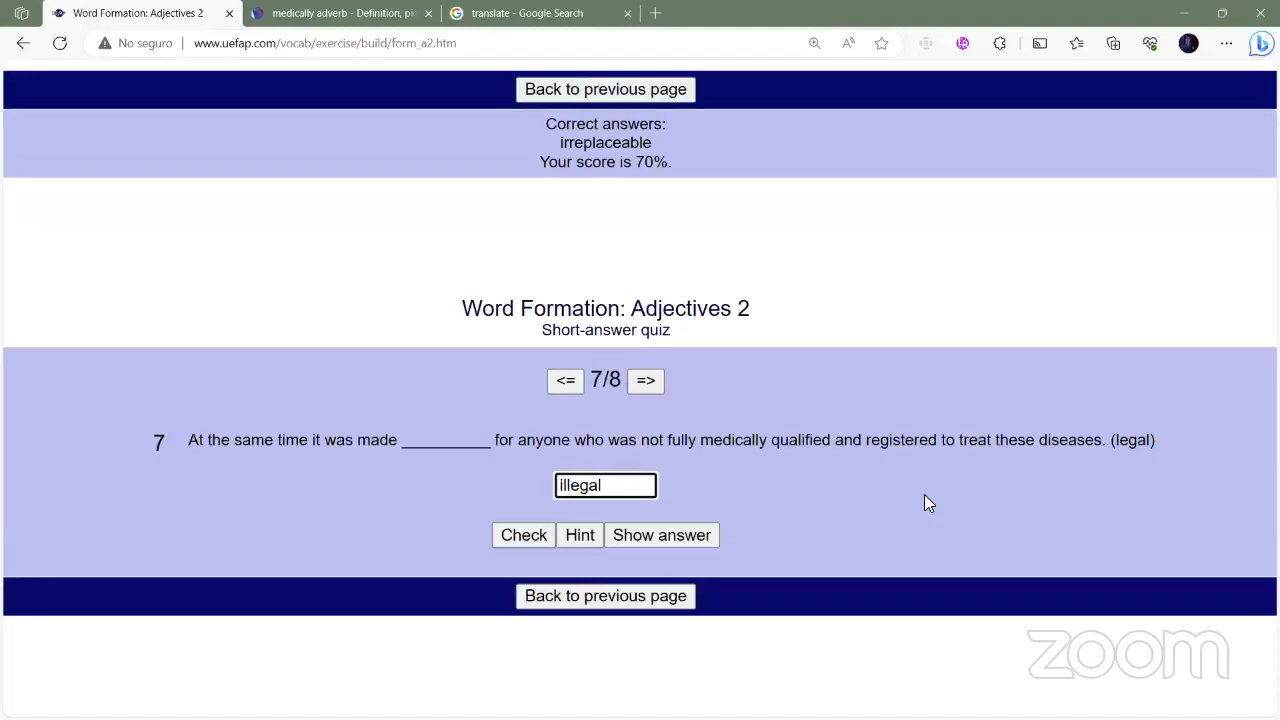 Word Formation: Adjectives 2
medically adverb - Definition, pi
translate - Google Search
No seguro
www.uefap.com/vocab/exercise/build/form_a2.htm
Back to previous page
Correct answers:
irreplaceable
Your score is 70%.
Word Formation: Adjectives 2
Short-answer quiz
<= 7/8 =>
7 At the same time it was made __________ for anyone who was not fully medically qualified and registered to treat these diseases. (legal)
illegal
Check Hint Show answer
Back to previous page
zoom